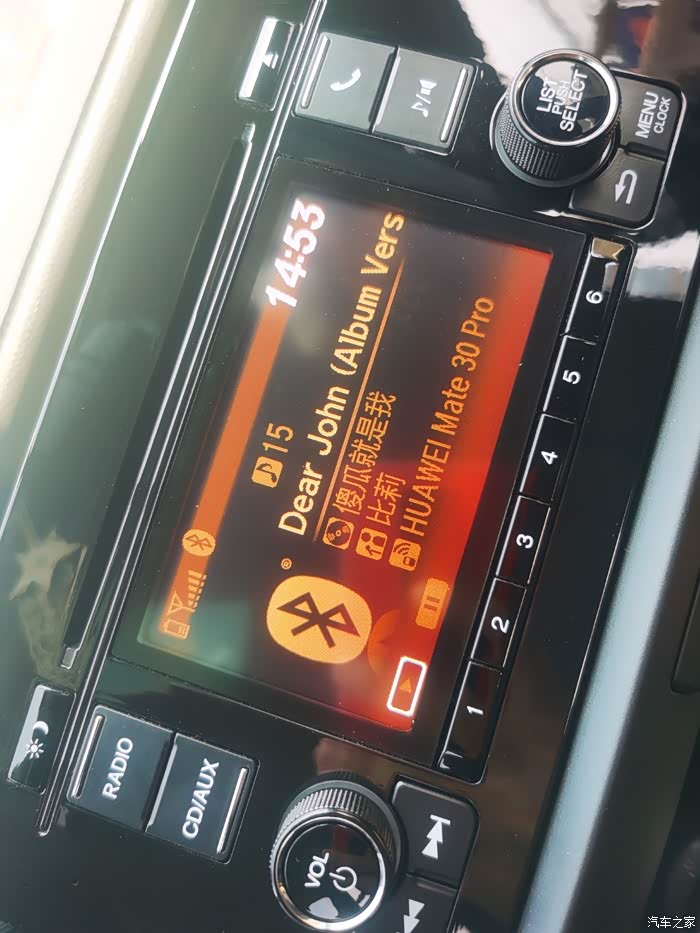 14:53
15
Dear John (Album Vers
傻瓜就是我
比莉
HUAWEI Mate 30 Pro
RADIO
CD/AUX
VOL
LIST
PUSH
SELECT
MENU
CLOCK
1
2
3
4
5
6
汽车之家